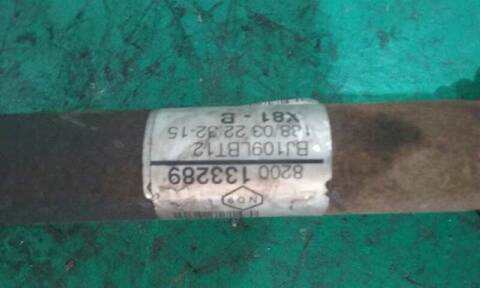 8200 133289
BJ109LBT12
128/03 22:32-15
X81 - B